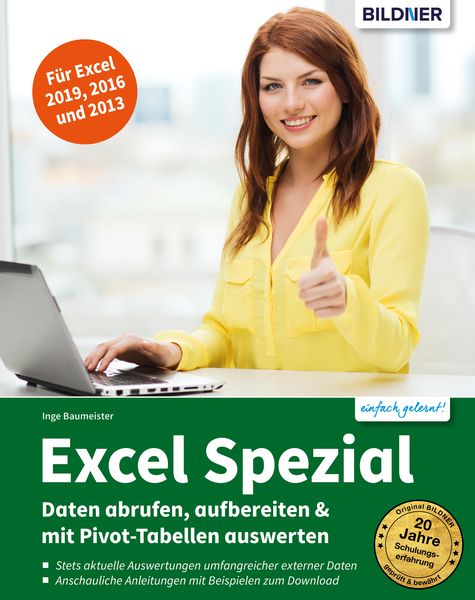 BILDNER
Für Excel
2019, 2016
und 2013
einfach gelernt!
Inge Baumeister
Excel Spezial
Daten abrufen, aufbereiten &
mit Pivot-Tabellen auswerten
■ Stets aktuelle Auswertungen umfangreicher externer Daten
■ Anschauliche Anleitungen mit Beispielen zum Download
Original BILDNER
20
Jahre
Schulungs-
erfahrung
geprüft & bewährt